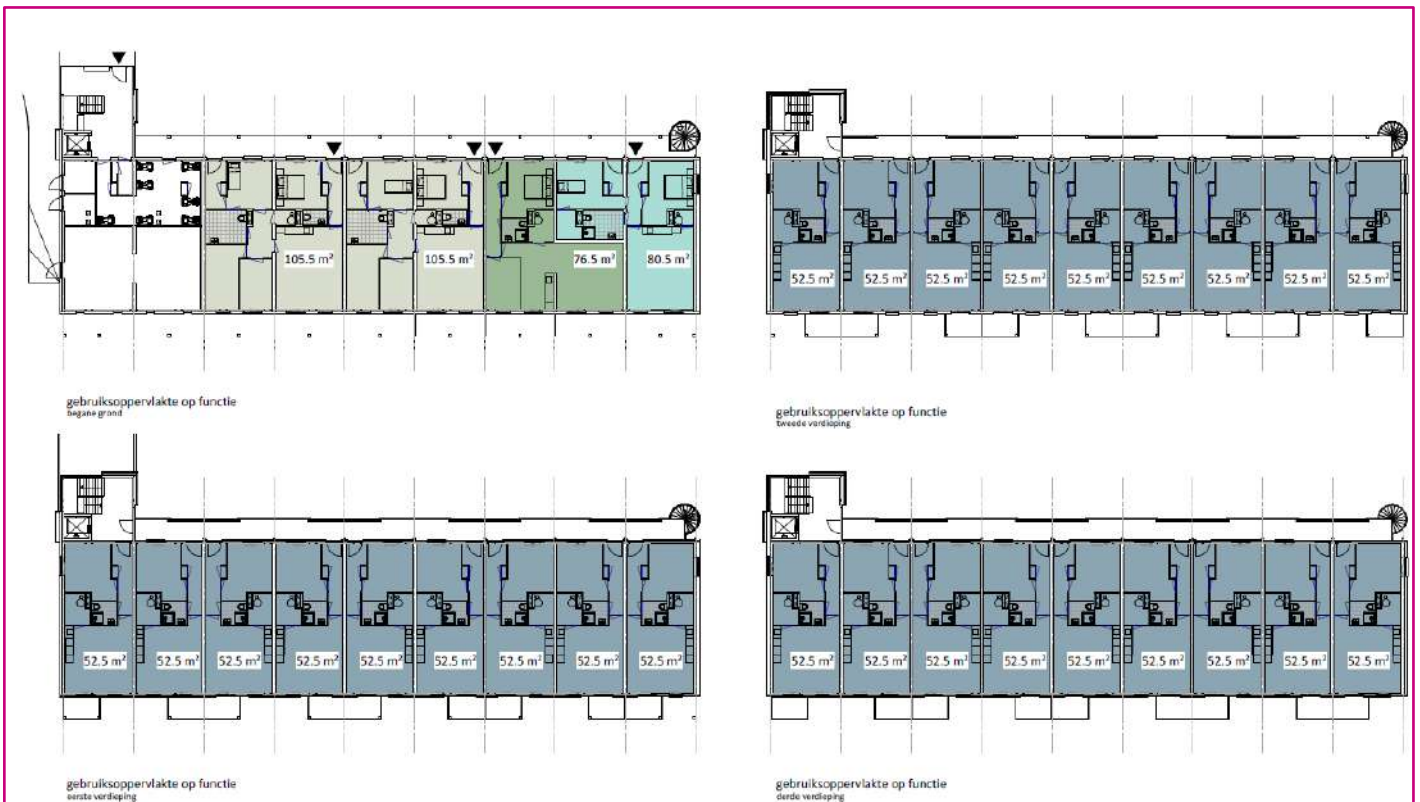 105.5 m²
105.5 m²
76.5 m²
80.5 m²
gebruiksoppervlakte op functie
begane grond
52.5 m²
52.5 m²
52.5 m²
52.5 m²
52.5 m²
52.5 m²
52.5 m²
52.5 m²
52.5 m²
gebruiksoppervlakte op functie
tweede verdieping
52.5 m²
52.5 m²
52.5 m²
52.5 m²
52.5 m²
52.5 m²
52.5 m²
52.5 m²
52.5 m²
gebruiksoppervlakte op functie
eerste verdieping
52.5 m²
52.5 m²
52.5 m²
52.5 m²
52.5 m²
52.5 m²
52.5 m²
52.5 m²
52.5 m²
gebruiksoppervlakte op functie
derde verdieping